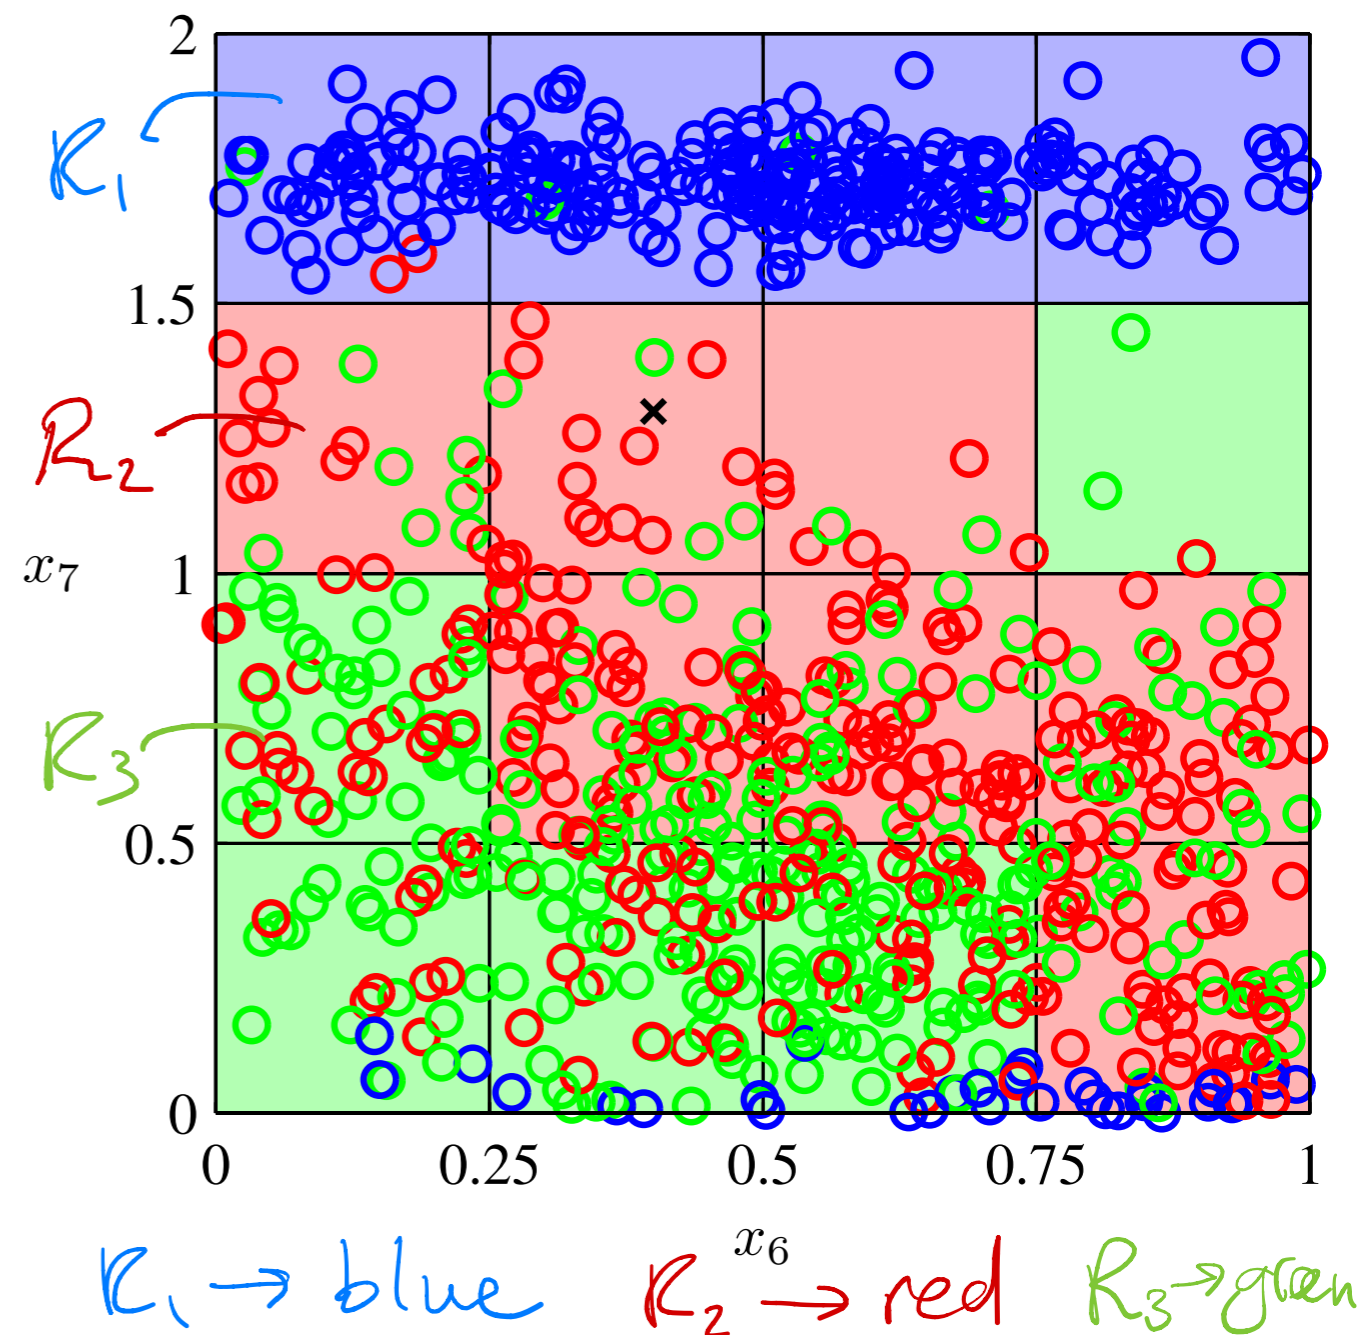 2
R₁
1.5
R₂
x₇
1
R₃
0.5
0
0 0.25 0.5 0.75 1
x₆
R₁ → blue R₂ → red R₃ → green